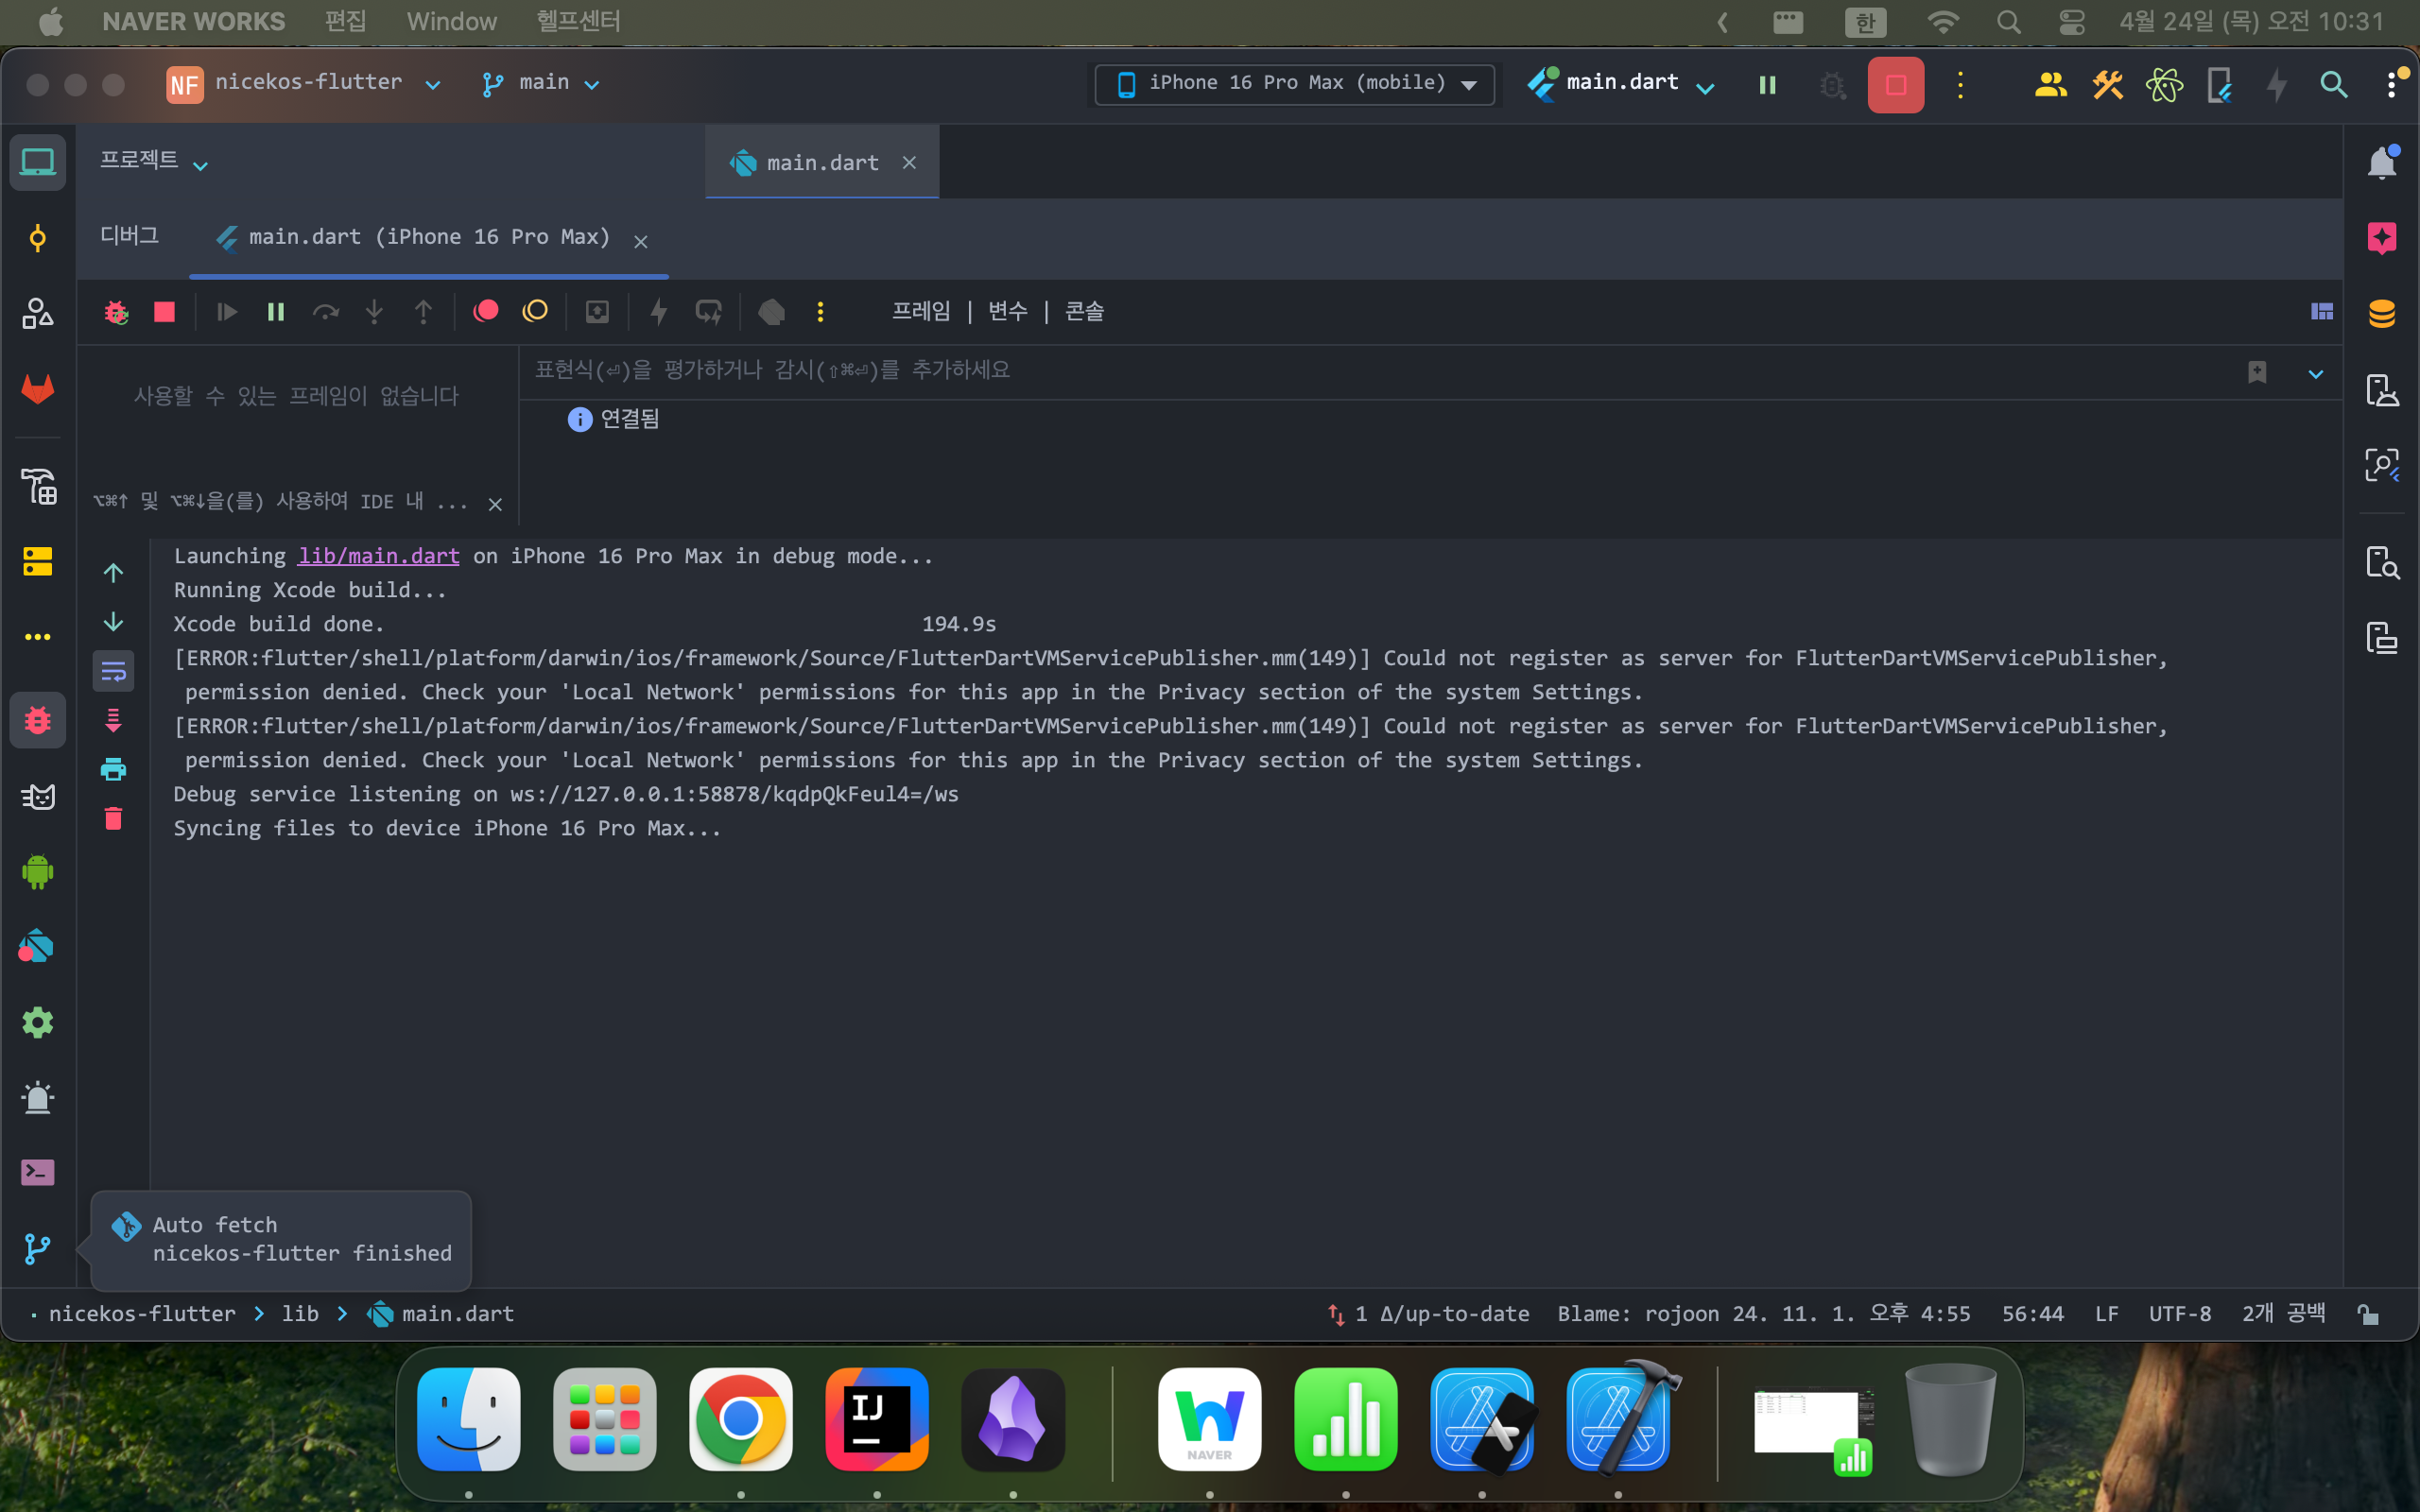 NAVER WORKS 편집 Window 헬프센터 한 4월 24일 (목) 오전 10:31
NF nicekos-flutter main iPhone 16 Pro Max (mobile) main.dart
프로젝트 main.dart
디버그 main.dart (iPhone 16 Pro Max)
프레임 | 변수 | 콘솔
표현식(⏎)을 평가하거나 감시(⇧⌘⏎)를 추가하세요
사용할 수 있는 프레임이 없습니다
연결됨
⌥⌘↑ 및 ⌥⌘↓을(를) 사용하여 IDE 내 ...
Launching lib/main.dart on iPhone 16 Pro Max in debug mode...
Running Xcode build...
Xcode build done. 194.9s
[ERROR:flutter/shell/platform/darwin/ios/framework/Source/FlutterDartVMServicePublisher.mm(149)] Could not register as server for FlutterDartVMServicePublisher,
permission denied. Check your 'Local Network' permissions for this app in the Privacy section of the system Settings.
[ERROR:flutter/shell/platform/darwin/ios/framework/Source/FlutterDartVMServicePublisher.mm(149)] Could not register as server for FlutterDartVMServicePublisher,
permission denied. Check your 'Local Network' permissions for this app in the Privacy section of the system Settings.
Debug service listening on ws://127.0.0.1:58878/kqdpQkFeul4=/ws
Syncing files to device iPhone 16 Pro Max...
Auto fetch
nicekos-flutter finished
nicekos-flutter > lib > main.dart 1 Δ/up-to-date Blame: rojoon 24. 11. 1. 오후 4:55 56:44 LF UTF-8 2개 공백
IJ
NAVER